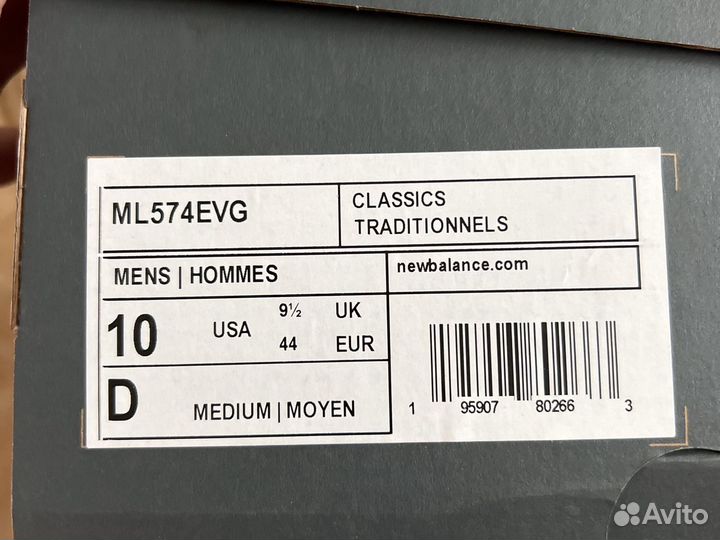 ML574EVG
CLASSICS
TRADITIONNELS
MENS | HOMMES
newbalance.com
10 USA 9½ UK
44 EUR
D MEDIUM | MOYEN
1 95907 80266 3
Avito